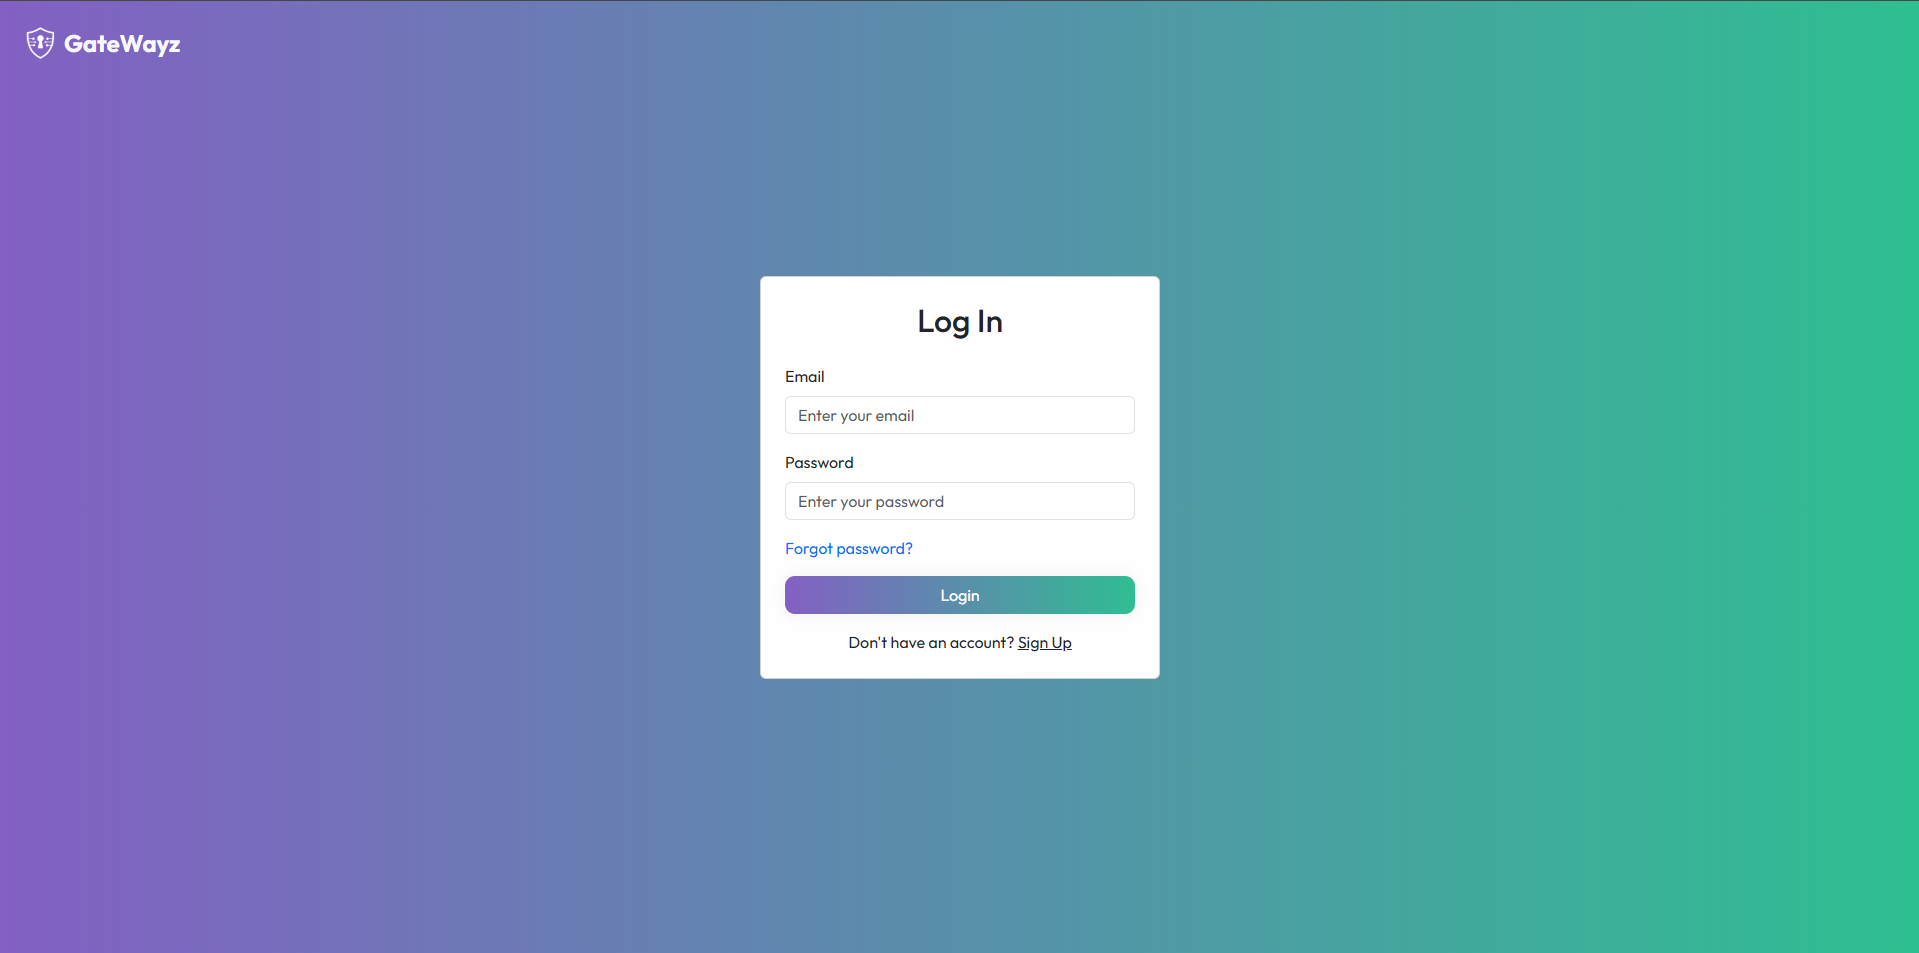 GateWayz
Log In
Email
Enter your email
Password
Enter your password
Forgot password?
Login
Don't have an account? Sign Up